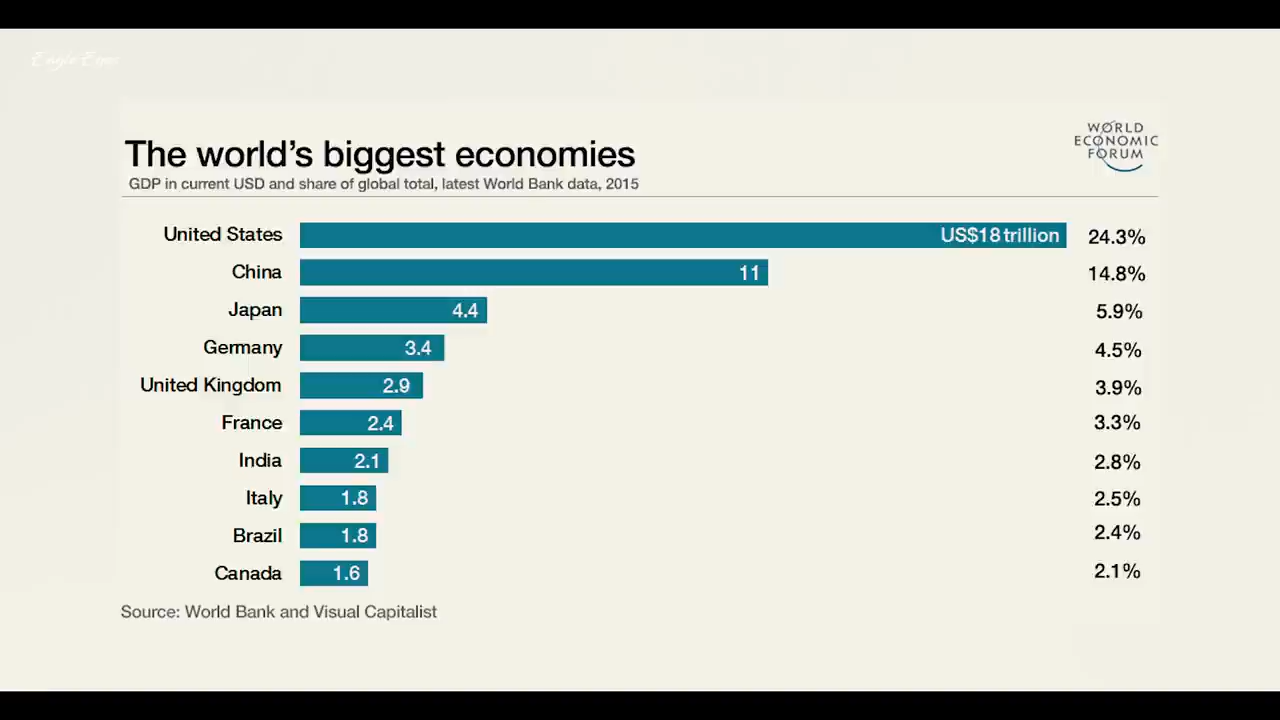 Eagle Eyes
The world's biggest economies
WORLD
ECONOMIC
FORUM
GDP in current USD and share of global total, latest World Bank data, 2015
United States US$18 trillion 24.3%
China 11 14.8%
Japan 4.4 5.9%
Germany 3.4 4.5%
United Kingdom 2.9 3.9%
France 2.4 3.3%
India 2.1 2.8%
Italy 1.8 2.5%
Brazil 1.8 2.4%
Canada 1.6 2.1%
Source: World Bank and Visual Capitalist